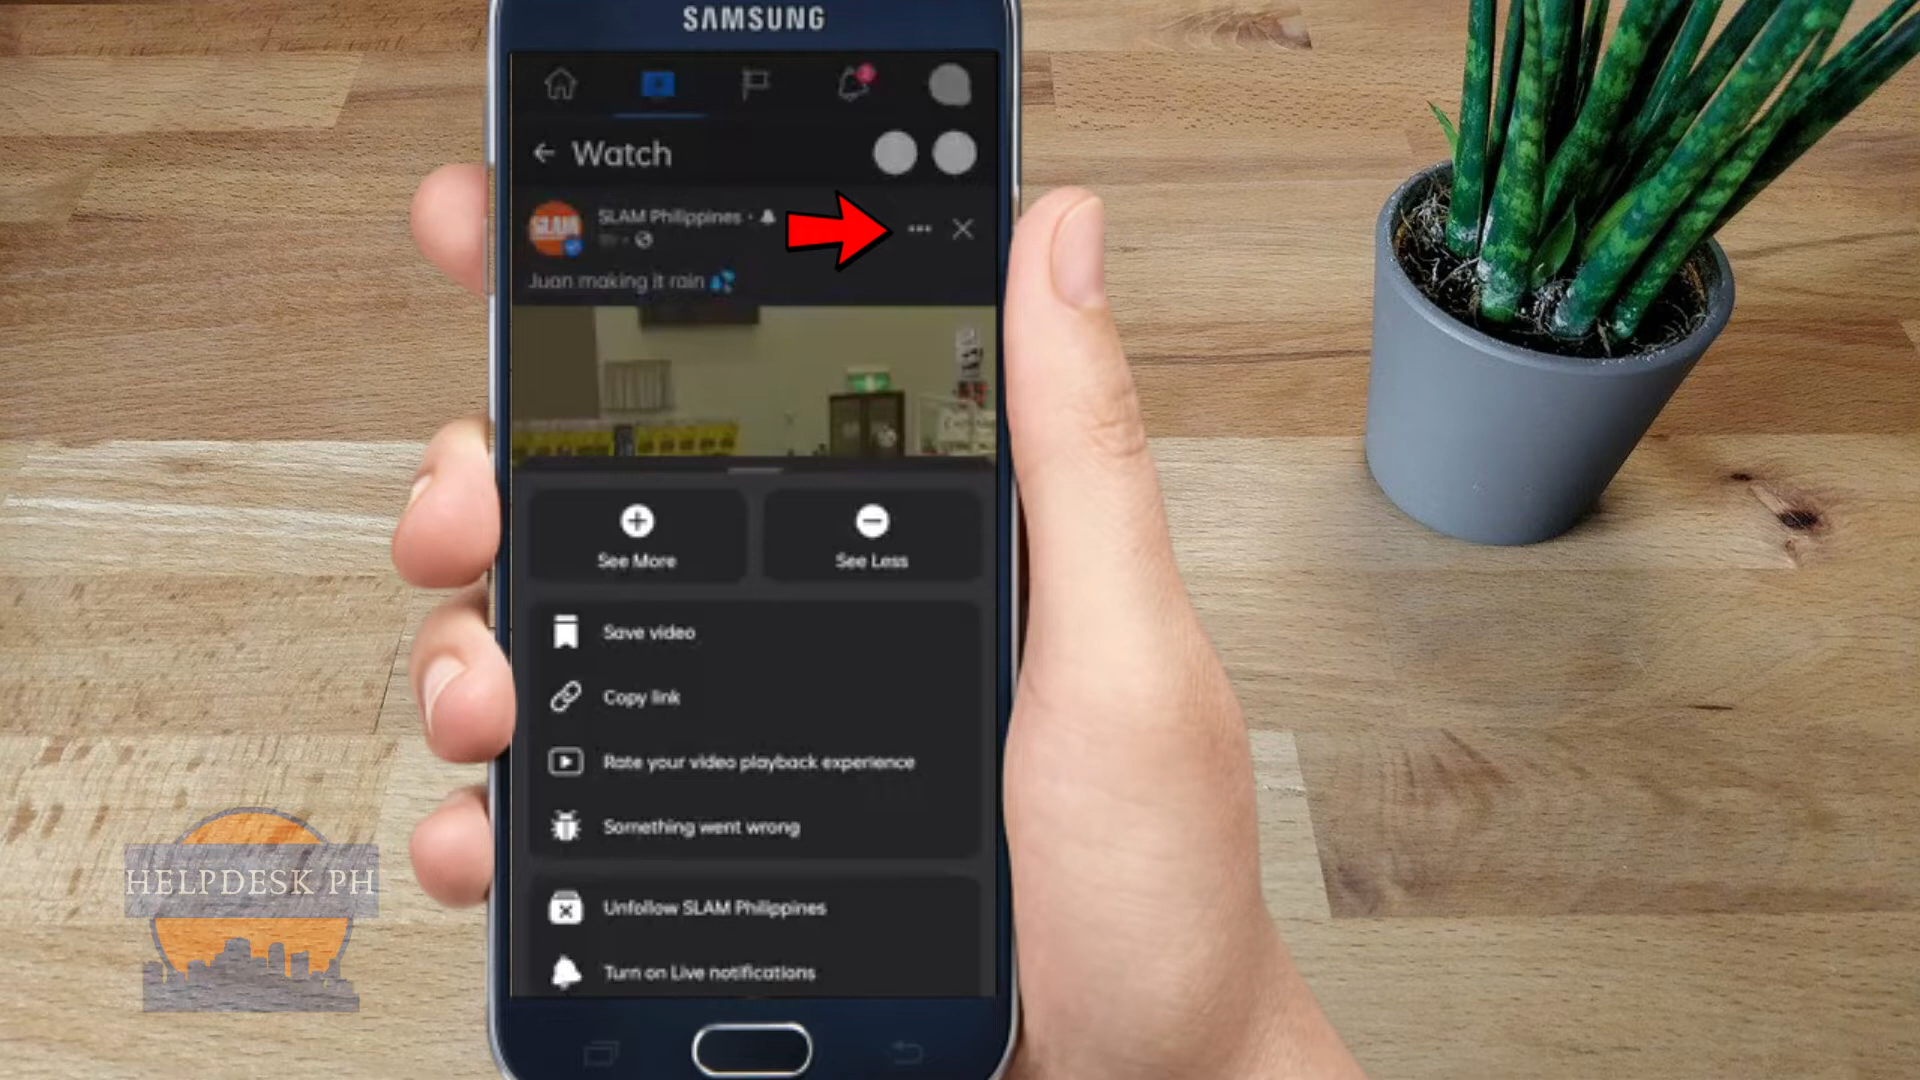 SAMSUNG
Watch
SLAM Philippines ·
SLAM
Juan making it rain 💦
See More
See Less
Save video
Copy link
Rate your video playback experience
Something went wrong
Unfollow SLAM Philippines
Turn on Live notifications
HELPDESK PH